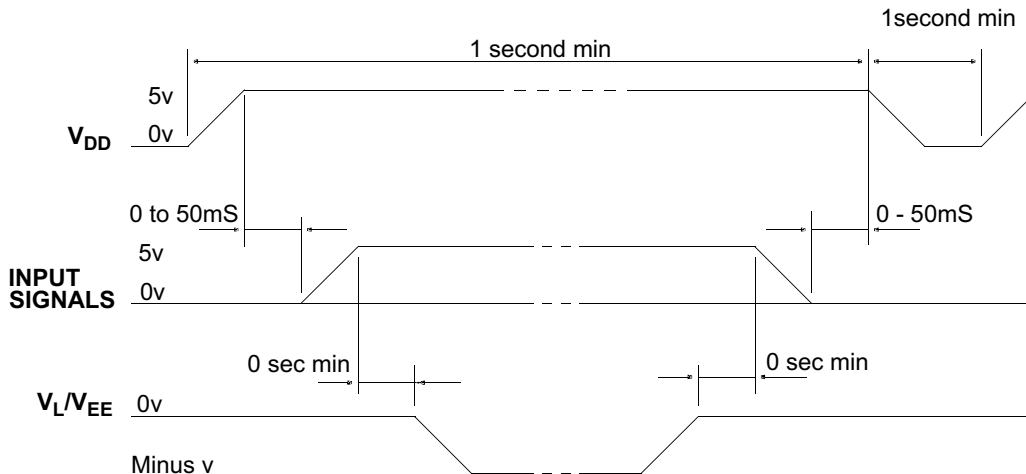 1second min
1 second min
5v
0v
VDD
0 to 50mS
0 - 50mS
5v
INPUT
SIGNALS
0v
0 sec min
0 sec min
VL/VEE
0v
Minus v